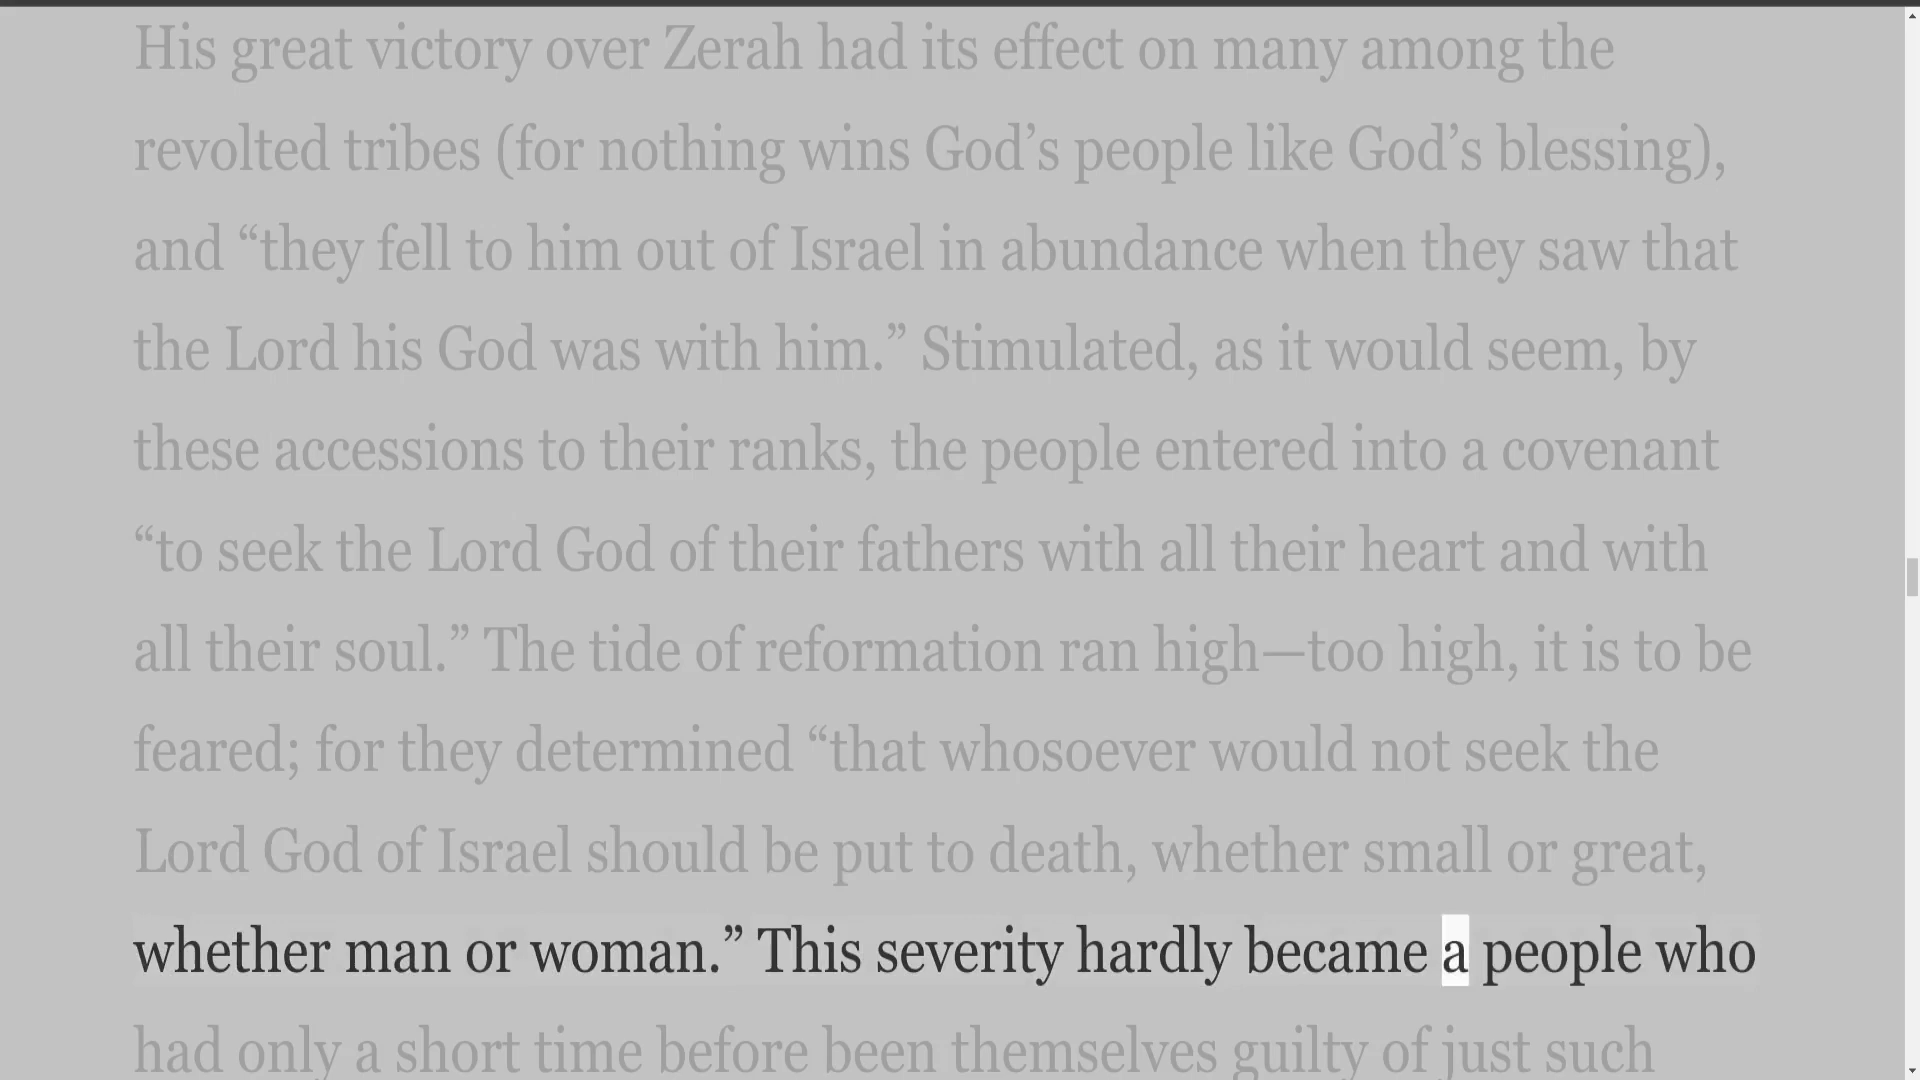 His great victory over Zerah had its effect on many among the
revolted tribes (for nothing wins God’s people like God’s blessing),
and “they fell to him out of Israel in abundance when they saw that
the Lord his God was with him.” Stimulated, as it would seem, by
these accessions to their ranks, the people entered into a covenant
“to seek the Lord God of their fathers with all their heart and with
all their soul.” The tide of reformation ran high—too high, it is to be
feared; for they determined “that whosoever would not seek the
Lord God of Israel should be put to death, whether small or great,
whether man or woman.” This severity hardly became a people who
had only a short time before been themselves guilty of just such